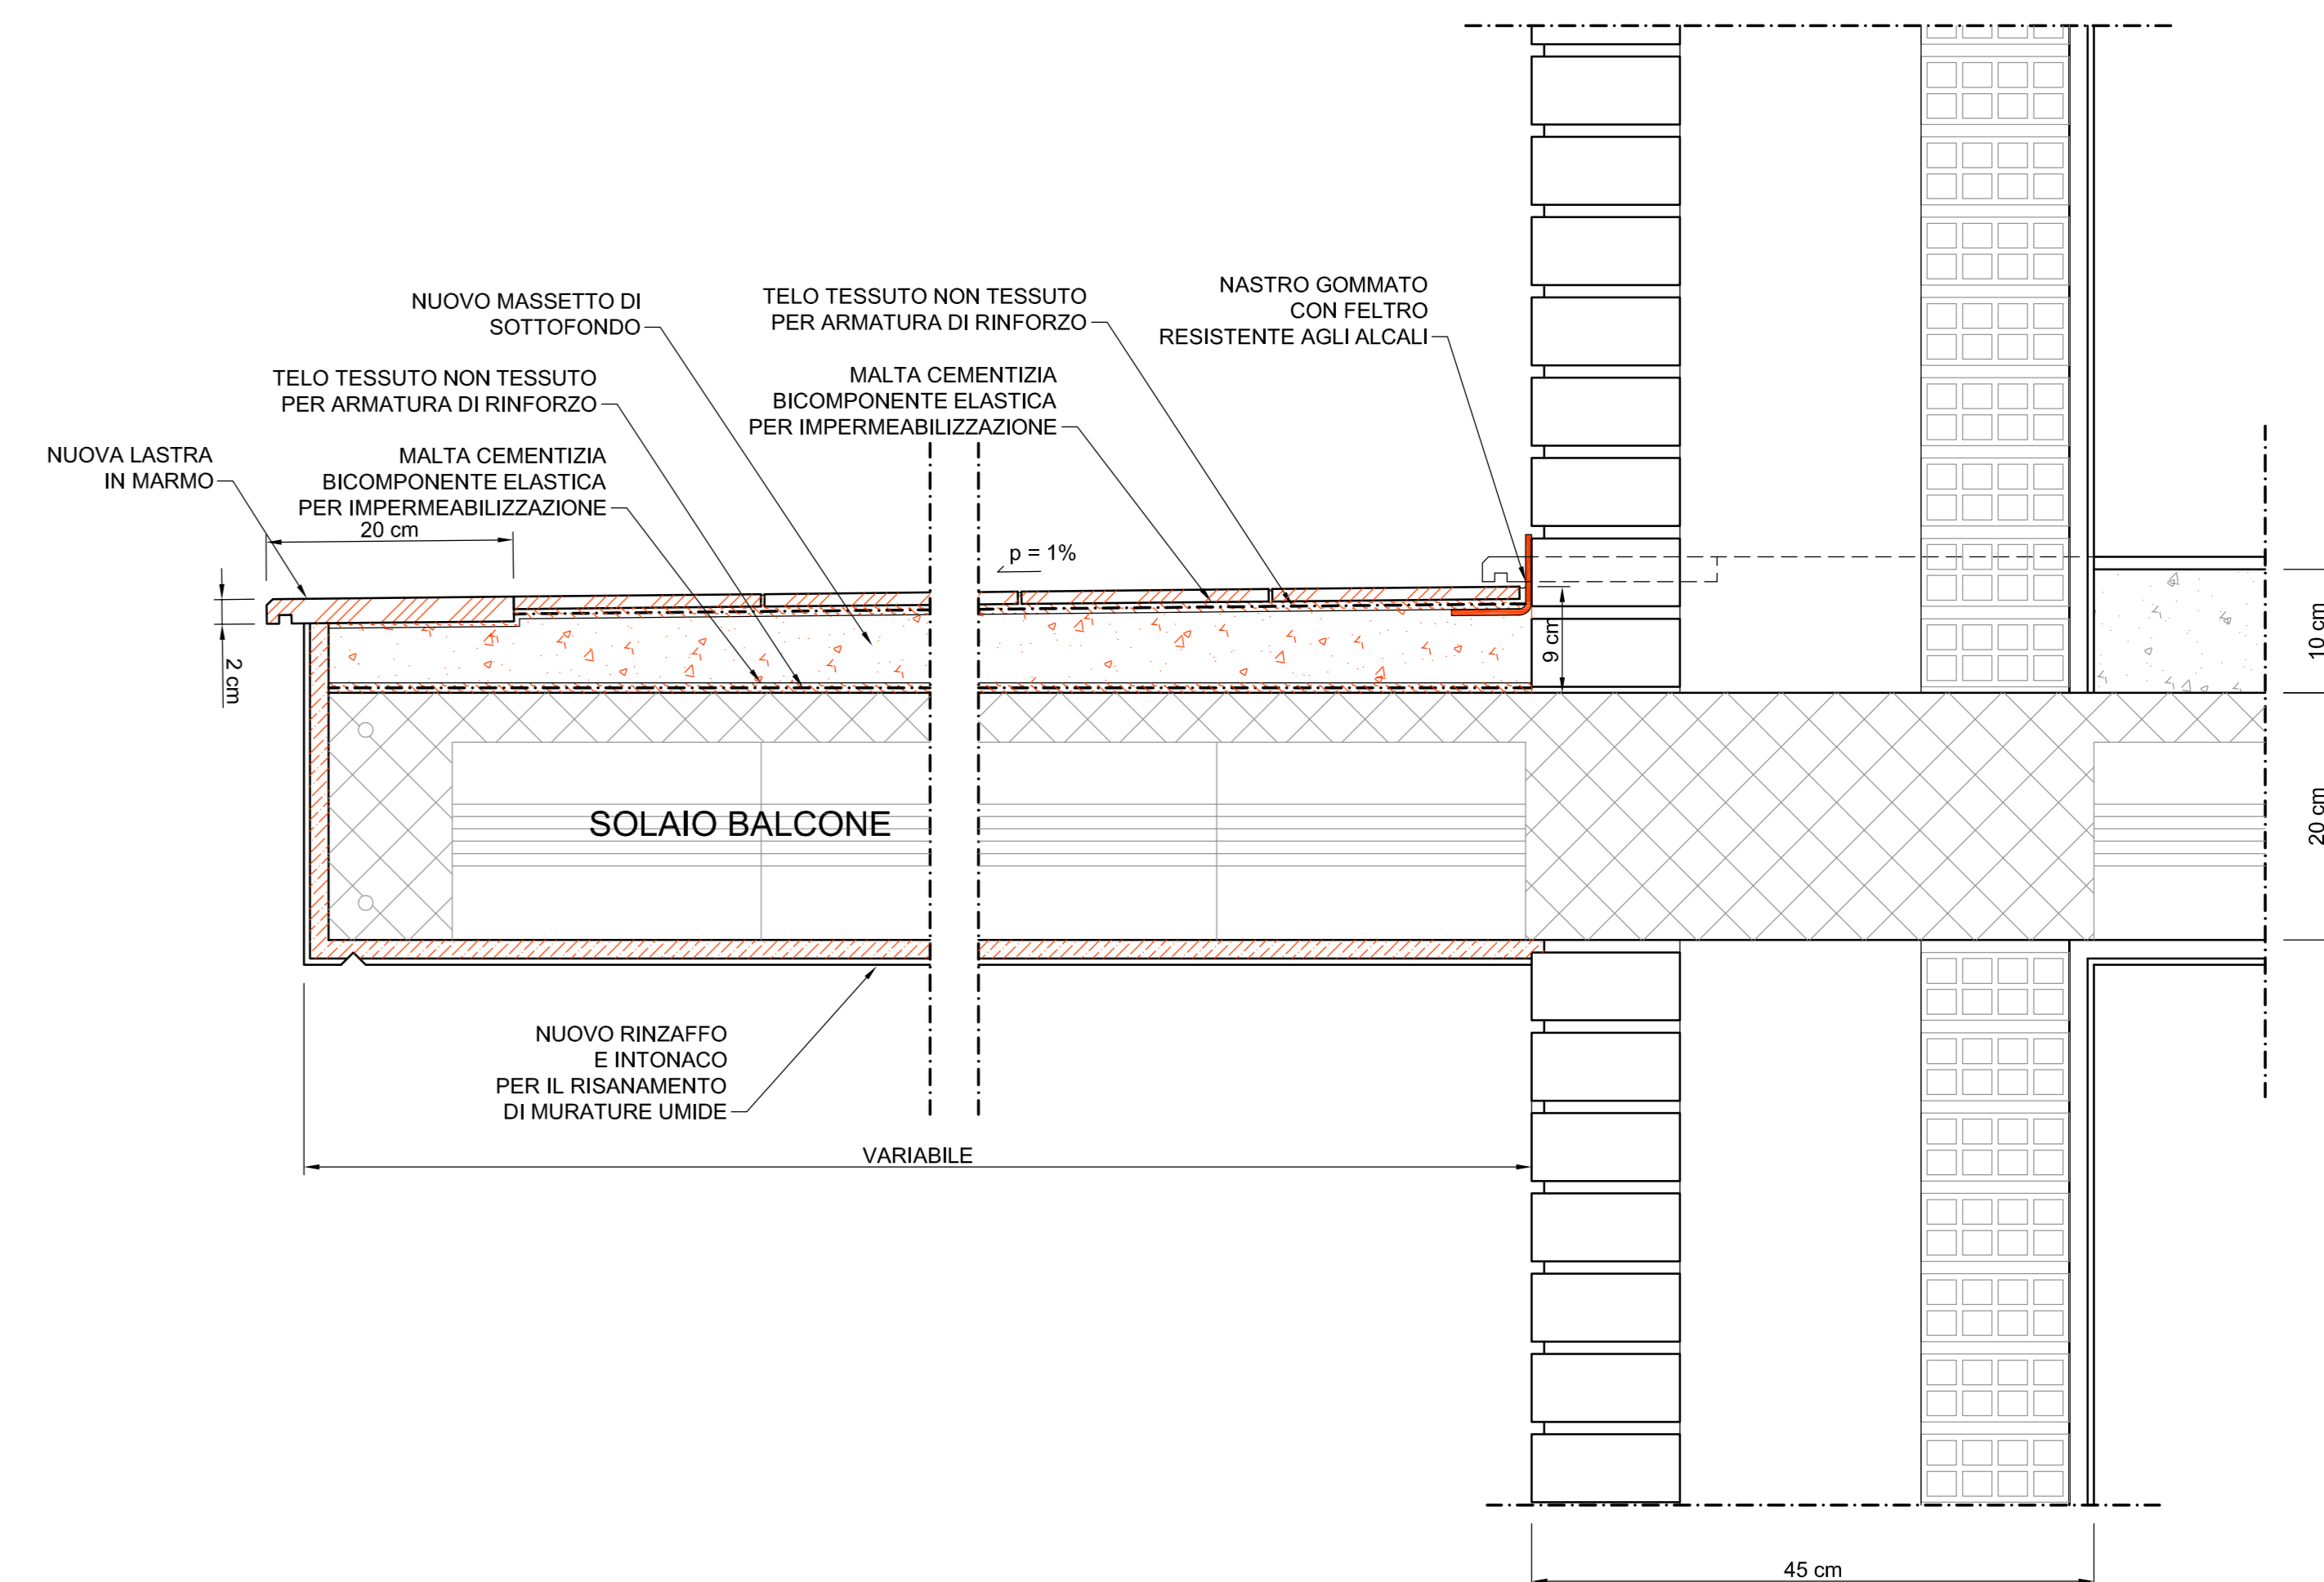 NUOVO MASSETTO DI
SOTTOFONDO
TELO TESSUTO NON TESSUTO
PER ARMATURA DI RINFORZO
NASTRO GOMMATO
CON FELTRO
RESISTENTE AGLI ALCALI
TELO TESSUTO NON TESSUTO
PER ARMATURA DI RINFORZO
MALTA CEMENTIZIA
BICOMPONENTE ELASTICA
PER IMPERMEABILIZZAZIONE
NUOVA LASTRA
IN MARMO
MALTA CEMENTIZIA
BICOMPONENTE ELASTICA
PER IMPERMEABILIZZAZIONE
20 cm
p = 1%
2 cm
9 cm
10 cm
SOLAIO BALCONE
20 cm
NUOVO RINZAFFO
E INTONACO
PER IL RISANAMENTO
DI MURATURE UMIDE
VARIABILE
45 cm